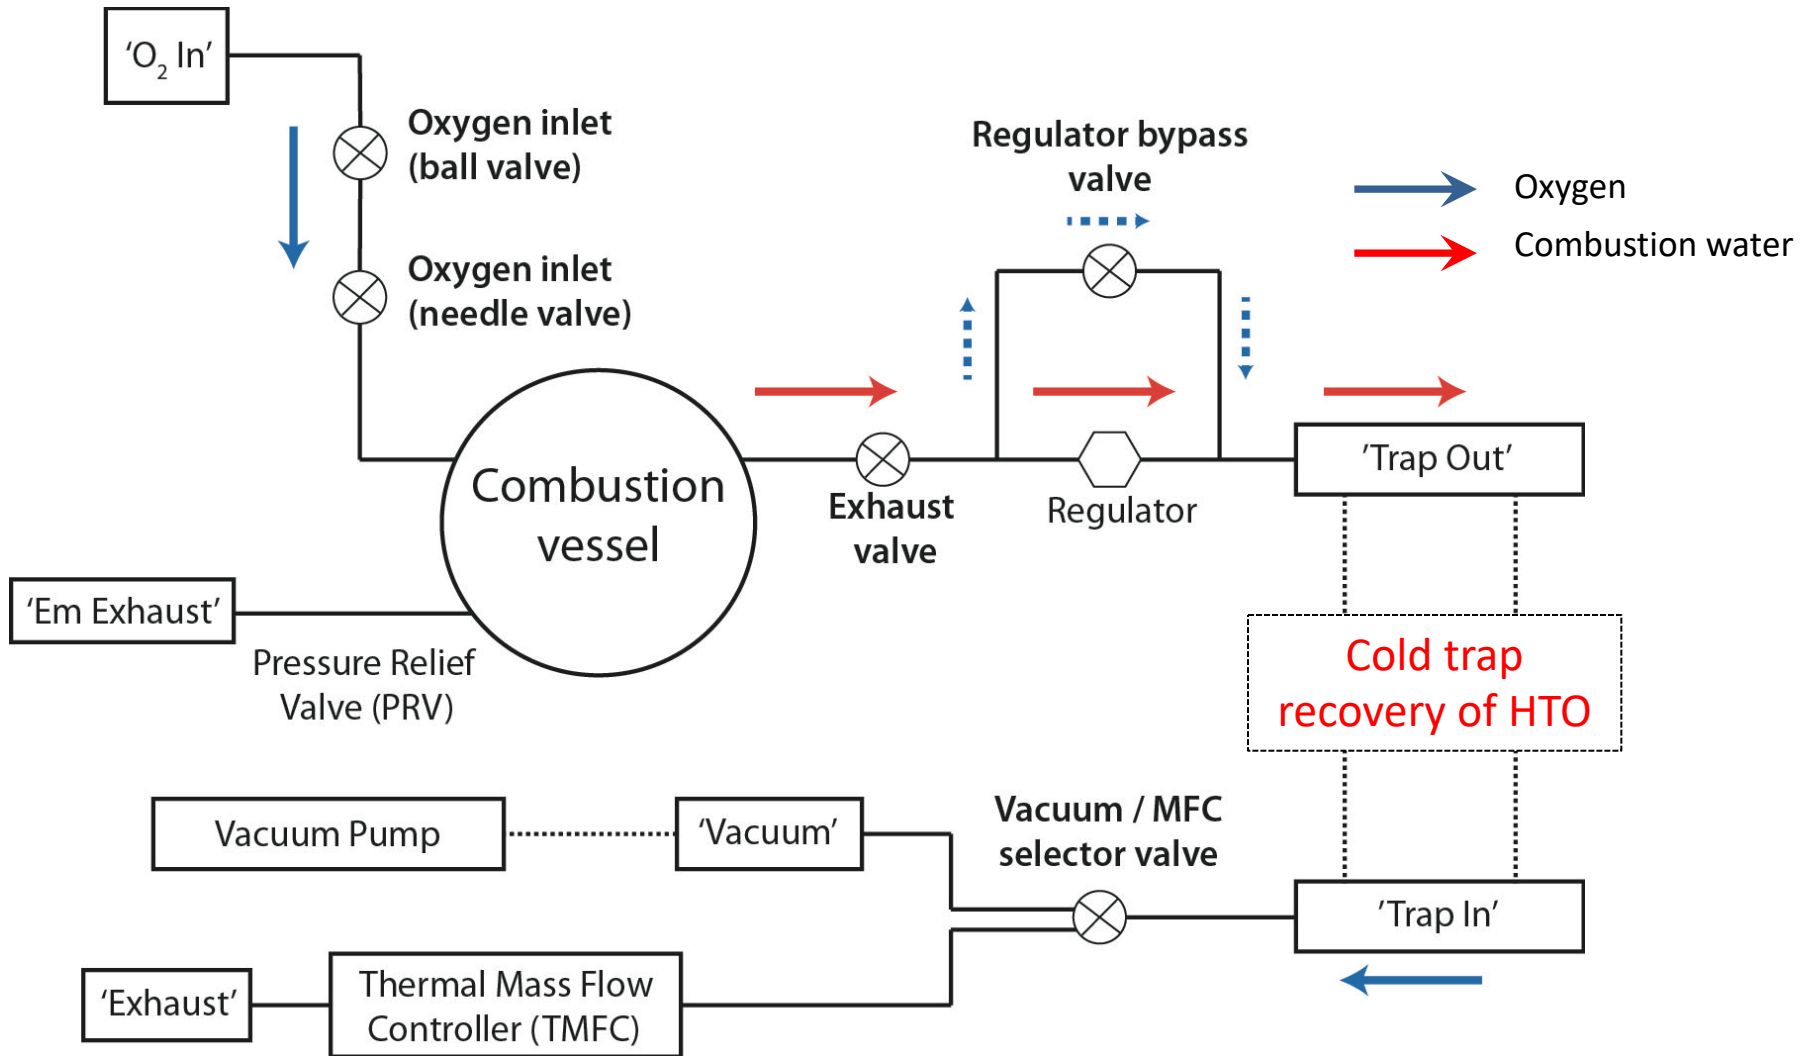 ‘O₂ In’
Oxygen inlet
(ball valve)
Oxygen inlet
(needle valve)
Regulator bypass
valve
Oxygen
Combustion water
Combustion
vessel
Exhaust
valve
Regulator
’Trap Out’
‘Em Exhaust’
Pressure Relief
Valve (PRV)
Cold trap
recovery of HTO
Vacuum Pump
‘Vacuum’
Vacuum / MFC
selector valve
’Trap In’
‘Exhaust’
Thermal Mass Flow
Controller (TMFC)